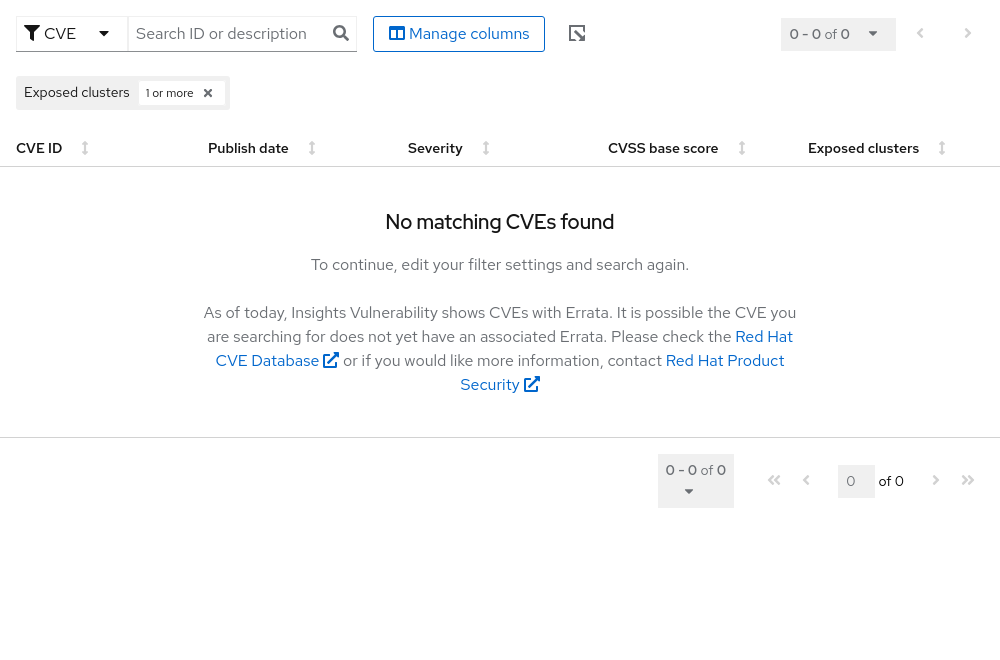 CVE
Search ID or description
Manage columns
0 - 0 of 0
Exposed clusters 1 or more
CVE ID Publish date Severity CVSS base score Exposed clusters
No matching CVEs found
To continue, edit your filter settings and search again.
As of today, Insights Vulnerability shows CVEs with Errata. It is possible the CVE you
are searching for does not yet have an associated Errata. Please check the Red Hat
CVE Database or if you would like more information, contact Red Hat Product
Security
0 - 0 of 0
0 of 0